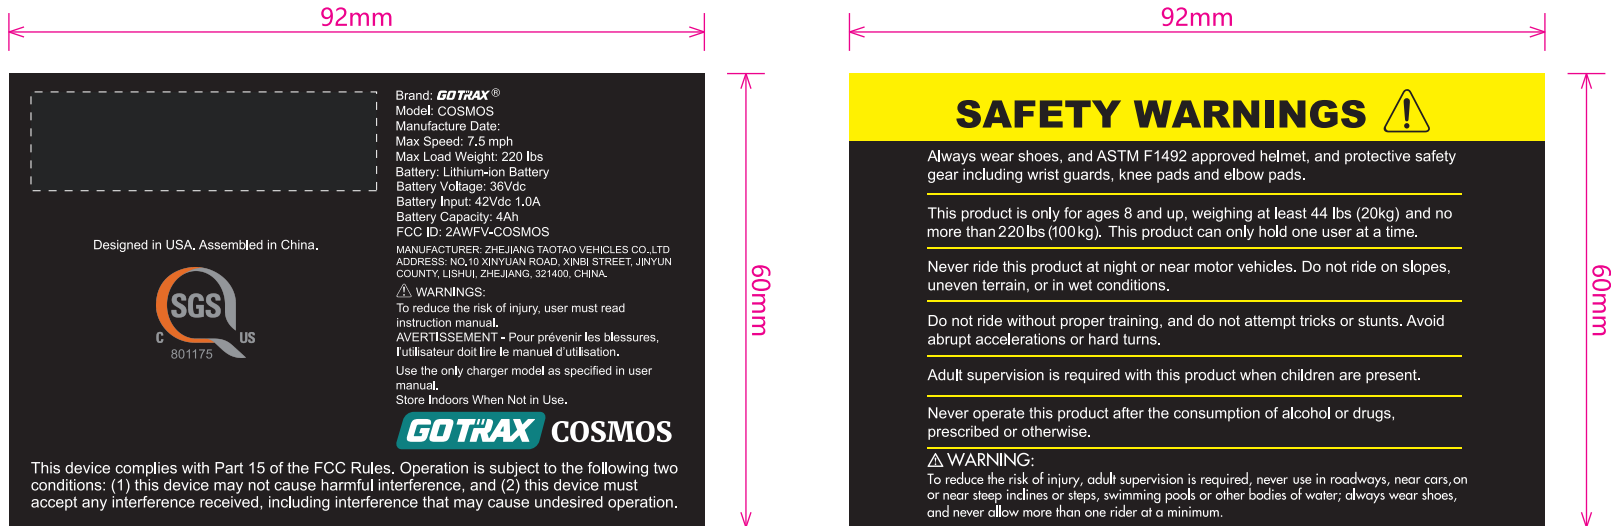 92mm
60mm
Brand: GOTRAX ®
Model: COSMOS
Manufacture Date:
Max Speed: 7.5 mph
Max Load Weight: 220 lbs
Battery: Lithium-ion Battery
Battery Voltage: 36Vdc
Battery Input: 42Vdc 1.0A
Battery Capacity: 4Ah
FCC ID: 2AWFV-COSMOS
MANUFACTURER: ZHEJIANG TAOTAO VEHICLES CO.,LTD
ADDRESS: NO.10 XINYUAN ROAD, XINBI STREET, JINYUN
COUNTY, LISHUI, ZHEJIANG, 321400, CHINA.
⚠ WARNINGS:
To reduce the risk of injury, user must read
instruction manual.
AVERTISSEMENT - Pour prévenir les blessures,
l'utilisateur doit lire le manuel d'utilisation.
Use the only charger model as specified in user
manual.
Store Indoors When Not in Use.
GOTRAX COSMOS
Designed in USA. Assembled in China.
SGS
C US
801175
This device complies with Part 15 of the FCC Rules. Operation is subject to the following two
conditions: (1) this device may not cause harmful interference, and (2) this device must
accept any interference received, including interference that may cause undesired operation.
92mm
60mm
SAFETY WARNINGS ⚠
Always wear shoes, and ASTM F1492 approved helmet, and protective safety
gear including wrist guards, knee pads and elbow pads.
This product is only for ages 8 and up, weighing at least 44 lbs (20kg) and no
more than 220 lbs (100 kg). This product can only hold one user at a time.
Never ride this product at night or near motor vehicles. Do not ride on slopes,
uneven terrain, or in wet conditions.
Do not ride without proper training, and do not attempt tricks or stunts. Avoid
abrupt accelerations or hard turns.
Adult supervision is required with this product when children are present.
Never operate this product after the consumption of alcohol or drugs,
prescribed or otherwise.
⚠ WARNING:
To reduce the risk of injury, adult supervision is required, never use in roadways, near cars, on
or near steep inclines or steps, swimming pools or other bodies of water; always wear shoes,
and never allow more than one rider at a minimum.